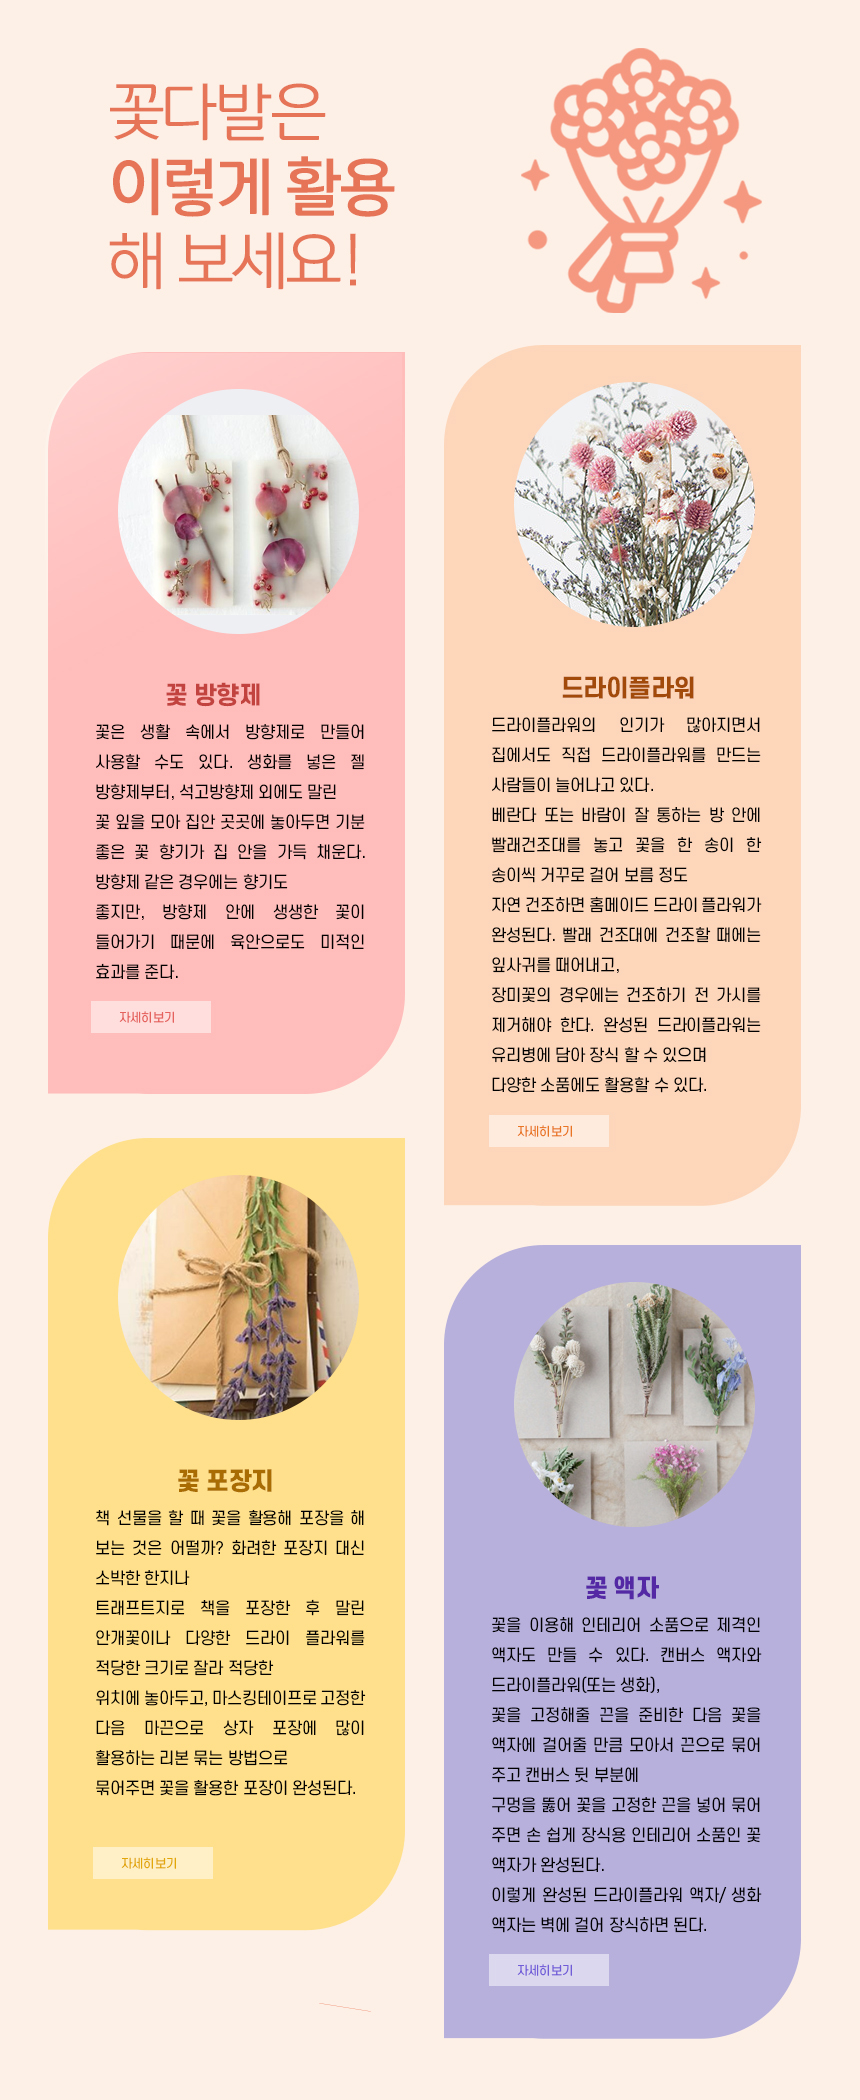 꽃다발은
이렇게 활용
해 보세요!
꽃 방향제
꽃은 생활 속에서 방향제로 만들어
사용할 수도 있다. 생화를 넣은 젤
방향제부터, 석고방향제 외에도 말린
꽃 잎을 모아 집안 곳곳에 놓아두면 기분
좋은 꽃 향기가 집 안을 가득 채운다.
방향제 같은 경우에는 향기도
좋지만, 방향제 안에 생생한 꽃이
들어가기 때문에 육안으로도 미적인
효과를 준다.
자세히보기
드라이플라워
드라이플라워의 인기가 많아지면서
집에서도 직접 드라이플라워를 만드는
사람들이 늘어나고 있다.
베란다 또는 바람이 잘 통하는 방 안에
빨래건조대를 놓고 꽃을 한 송이 한
송이씩 거꾸로 걸어 보름 정도
자연 건조하면 홈메이드 드라이 플라워가
완성된다. 빨래 건조대에 건조할 때에는
잎사귀를 때어내고,
장미꽃의 경우에는 건조하기 전 가시를
제거해야 한다. 완성된 드라이플라워는
유리병에 담아 장식 할 수 있으며
다양한 소품에도 활용할 수 있다.
자세히보기
꽃 포장지
책 선물을 할 때 꽃을 활용해 포장을 해
보는 것은 어떨까? 화려한 포장지 대신
소박한 한지나
트래프트지로 책을 포장한 후 말린
안개꽃이나 다양한 드라이 플라워를
적당한 크기로 잘라 적당한
위치에 놓아두고, 마스킹테이프로 고정한
다음 마끈으로 상자 포장에 많이
활용하는 리본 묶는 방법으로
묶어주면 꽃을 활용한 포장이 완성된다.
자세히보기
꽃 액자
꽃을 이용해 인테리어 소품으로 제격인
액자도 만들 수 있다. 캔버스 액자와
드라이플라워(또는 생화),
꽃을 고정해줄 끈을 준비한 다음 꽃을
액자에 걸어줄 만큼 모아서 끈으로 묶어
주고 캔버스 뒷 부분에
구멍을 뚫어 꽃을 고정한 끈을 넣어 묶어
주면 손 쉽게 장식용 인테리어 소품인 꽃
액자가 완성된다.
이렇게 완성된 드라이플라워 액자/ 생화
액자는 벽에 걸어 장식하면 된다.
자세히보기